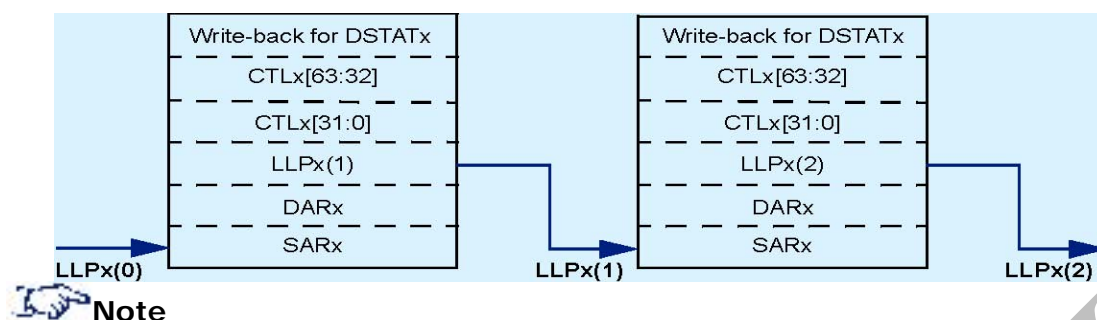 Write-back for DSTATx
CTLx[63:32]
CTLx[31:0]
LLPx(1)
DARx
SARx
Write-back for DSTATx
CTLx[63:32]
CTLx[31:0]
LLPx(2)
DARx
SARx
LLPx(0)
LLPx(1)
LLPx(2)
Note